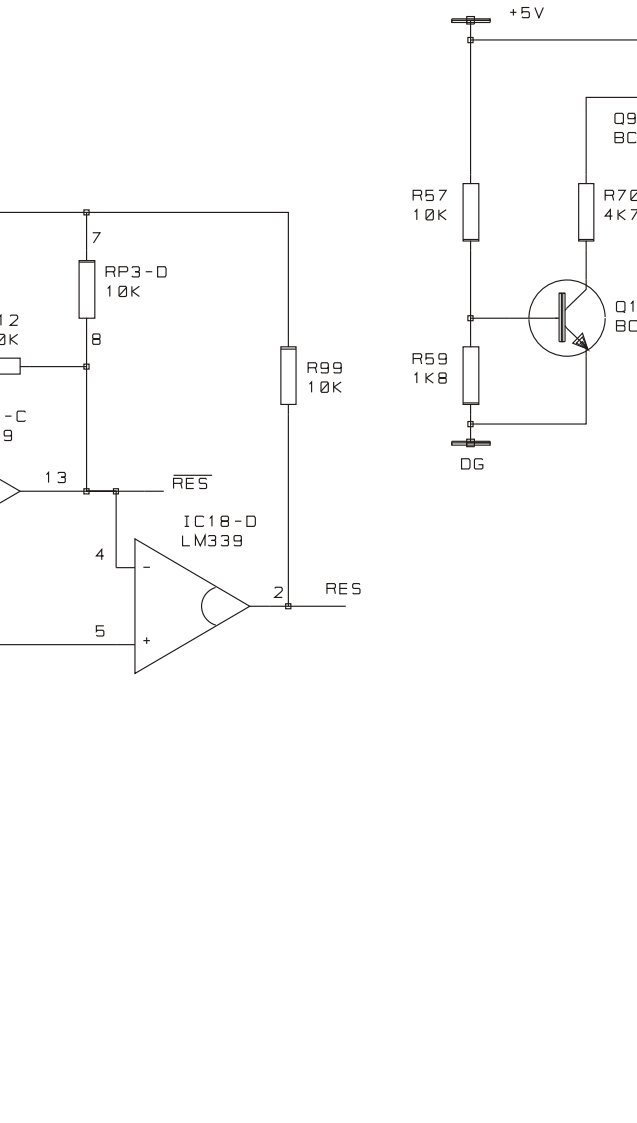 +5V
Q9
BC
R57
10K
R70
4K7
7
RP3-D
10K
12
0K
8
Q1
BC
R99
10K
R59
1K8
-C
9
13
RES
DG
IC18-D
LM339
4
-
2
RES
5
+